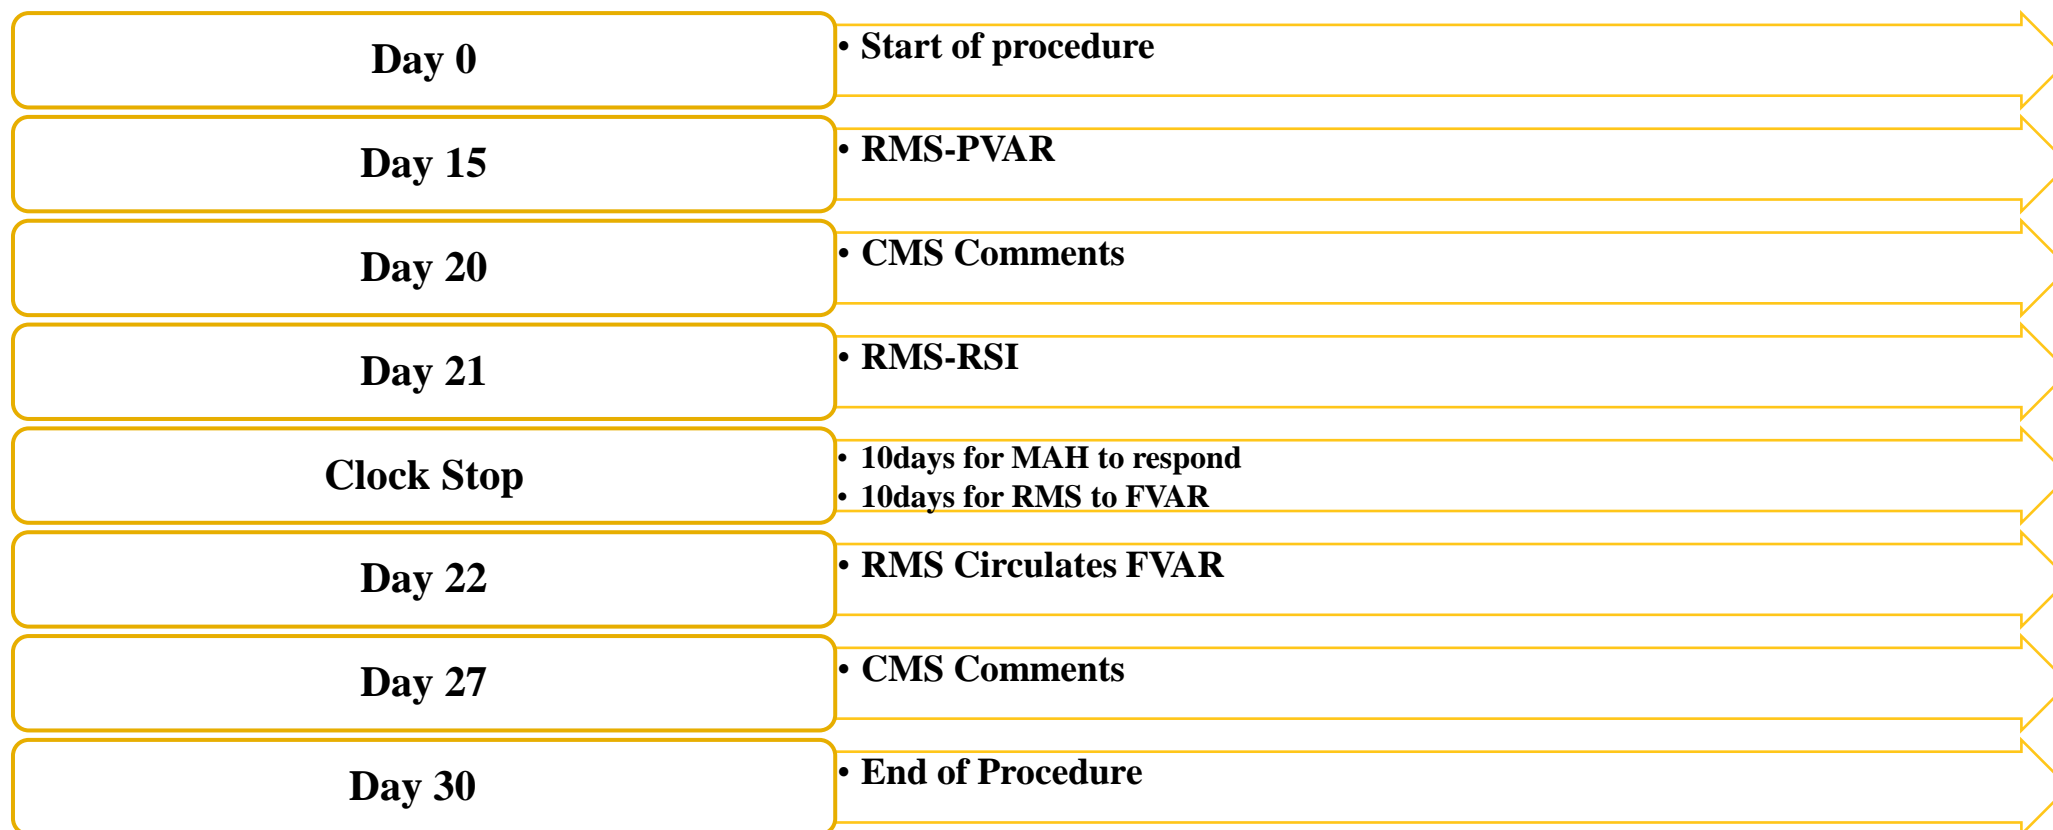 Day 0
• Start of procedure
Day 15
• RMS-PVAR
Day 20
• CMS Comments
Day 21
• RMS-RSI
Clock Stop
• 10days for MAH to respond
• 10days for RMS to FVAR
Day 22
• RMS Circulates FVAR
Day 27
• CMS Comments
Day 30
• End of Procedure